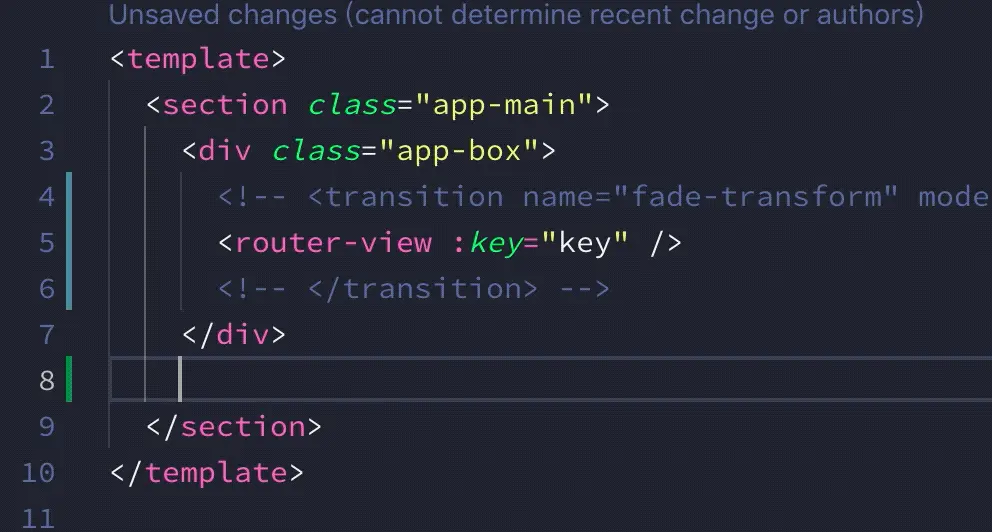 Unsaved changes (cannot determine recent change or authors)
1 <template>
2 <section class="app-main">
3 <div class="app-box">
4 <!-- <transition name="fade-transform" mode
5 <router-view :key="key" />
6 <!-- </transition> -->
7 </div>
8
9 </section>
10 </template>
11